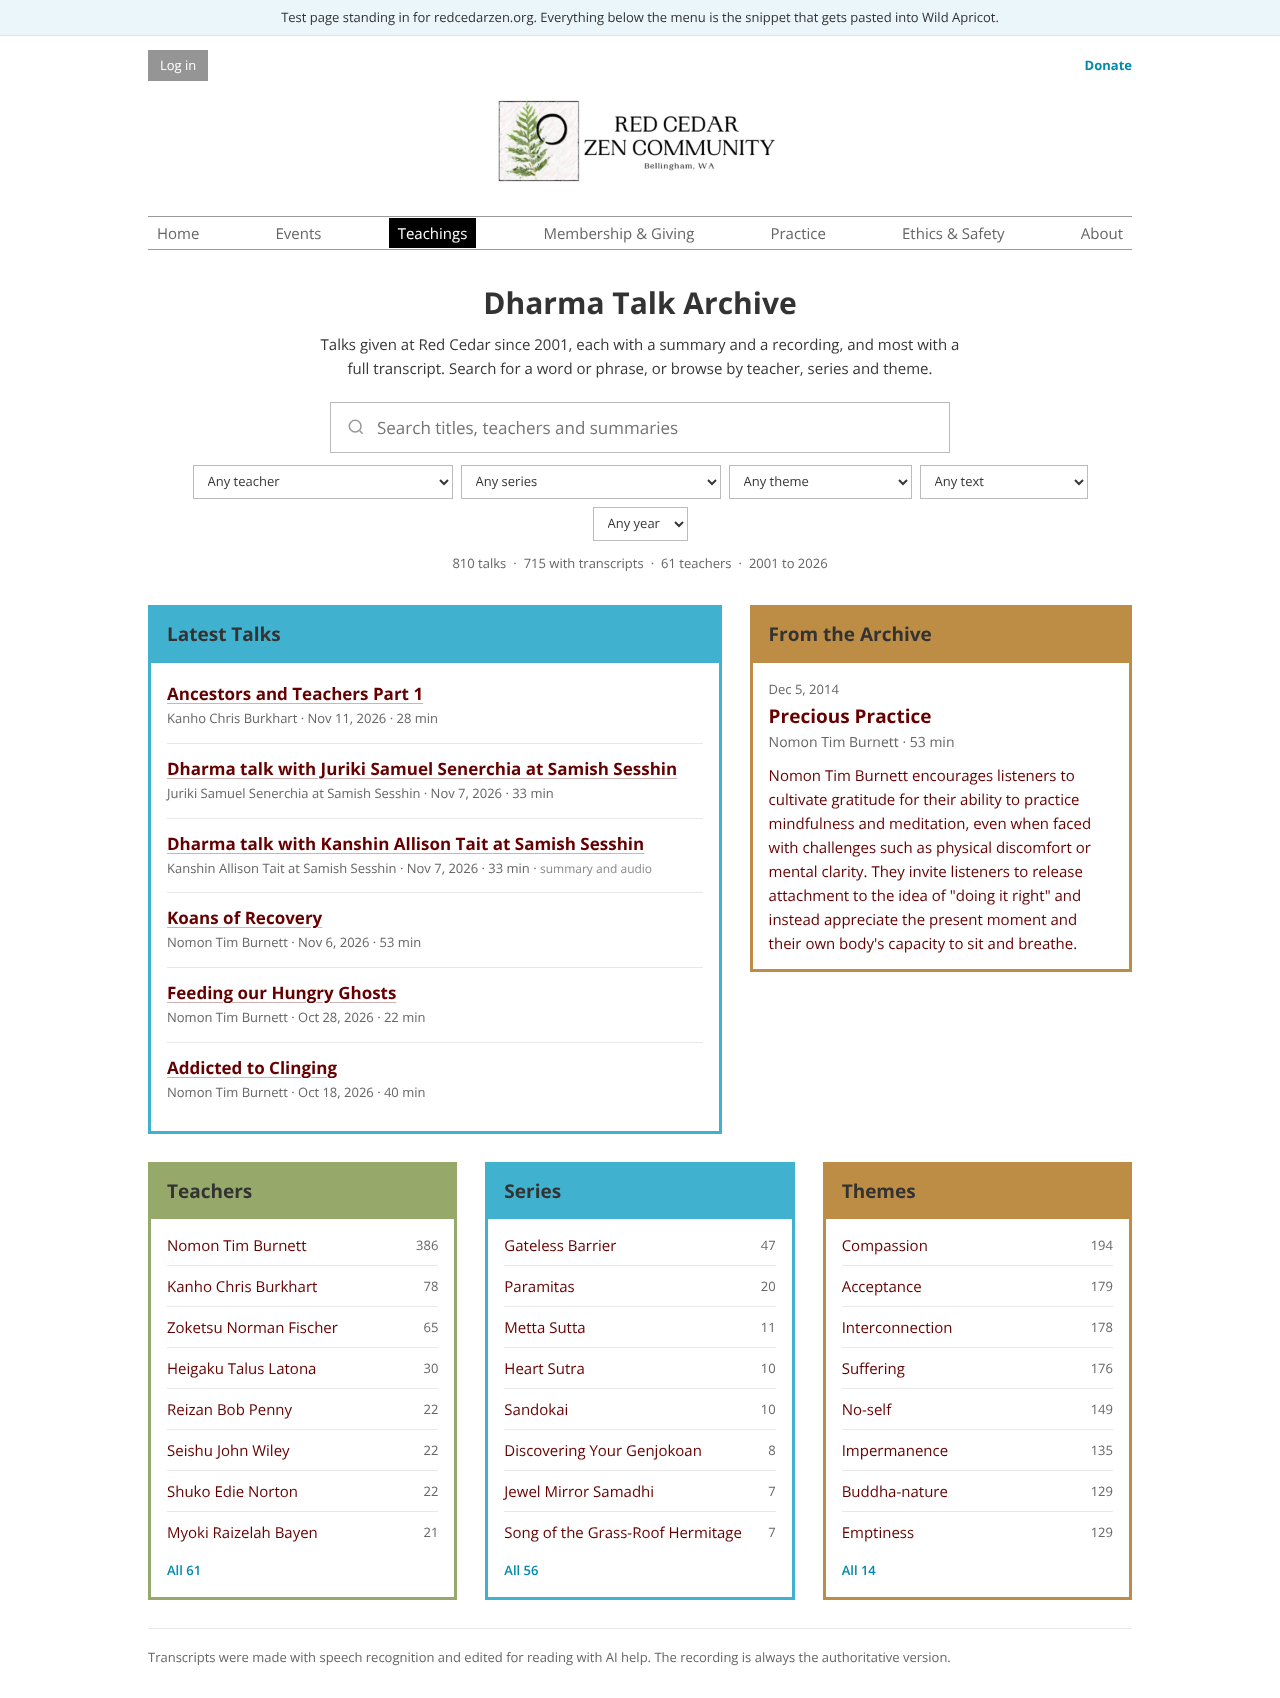 Test page standing in for redcedarzen.org. Everything below the menu is the snippet that gets pasted into Wild Apricot.
Log in
Donate
RED CEDAR
ZEN COMMUNITY
Bellingham, WA
Home
Events
Teachings
Membership & Giving
Practice
Ethics & Safety
About
Dharma Talk Archive
Talks given at Red Cedar since 2001, each with a summary and a recording, and most with a
full transcript. Search for a word or phrase, or browse by teacher, series and theme.
Search titles, teachers and summaries
Any teacher
Any series
Any theme
Any text
Any year
810 talks · 715 with transcripts · 61 teachers · 2001 to 2026
Latest Talks
Ancestors and Teachers Part 1
Kanho Chris Burkhart · Nov 11, 2026 · 28 min
Dharma talk with Juriki Samuel Senerchia at Samish Sesshin
Juriki Samuel Senerchia at Samish Sesshin · Nov 7, 2026 · 33 min
Dharma talk with Kanshin Allison Tait at Samish Sesshin
Kanshin Allison Tait at Samish Sesshin · Nov 7, 2026 · 33 min · summary and audio
Koans of Recovery
Nomon Tim Burnett · Nov 6, 2026 · 53 min
Feeding our Hungry Ghosts
Nomon Tim Burnett · Oct 28, 2026 · 22 min
Addicted to Clinging
Nomon Tim Burnett · Oct 18, 2026 · 40 min
From the Archive
Dec 5, 2014
Precious Practice
Nomon Tim Burnett · 53 min
Nomon Tim Burnett encourages listeners to
cultivate gratitude for their ability to practice
mindfulness and meditation, even when faced
with challenges such as physical discomfort or
mental clarity. They invite listeners to release
attachment to the idea of "doing it right" and
instead appreciate the present moment and
their own body's capacity to sit and breathe.
Teachers
Nomon Tim Burnett 386
Kanho Chris Burkhart 78
Zoketsu Norman Fischer 65
Heigaku Talus Latona 30
Reizan Bob Penny 22
Seishu John Wiley 22
Shuko Edie Norton 22
Myoki Raizelah Bayen 21
All 61
Series
Gateless Barrier 47
Paramitas 20
Metta Sutta 11
Heart Sutra 10
Sandokai 10
Discovering Your Genjokoan 8
Jewel Mirror Samadhi 7
Song of the Grass-Roof Hermitage 7
All 56
Themes
Compassion 194
Acceptance 179
Interconnection 178
Suffering 176
No-self 149
Impermanence 135
Buddha-nature 129
Emptiness 129
All 14
Transcripts were made with speech recognition and edited for reading with AI help. The recording is always the authoritative version.